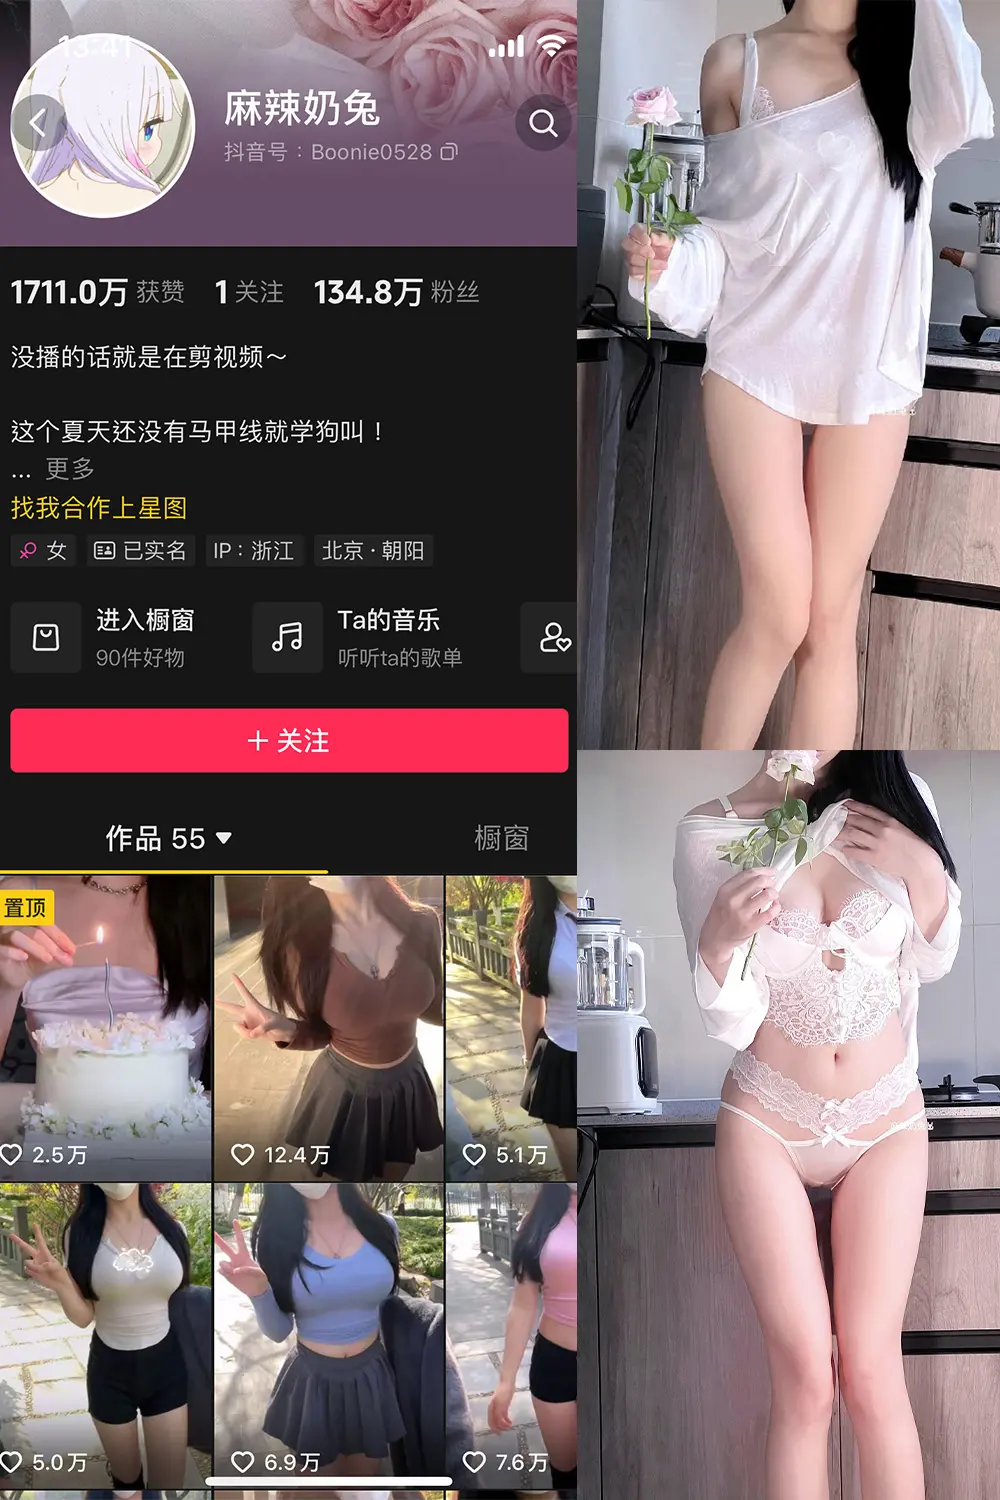 13:41
麻辣奶兔
抖音号：Boonie0528
1711.0万 获赞 1 关注 134.8万 粉丝
没播的话就是在剪视频～
这个夏天还没有马甲线就学狗叫！
... 更多
找我合作上星图
女 已实名 IP：浙江 北京·朝阳
进入橱窗
90件好物
Ta的音乐
听听ta的歌单
+ 关注
作品 55 橱窗
置顶
2.5万 12.4万 5.1万
5.0万 6.9万 7.6万